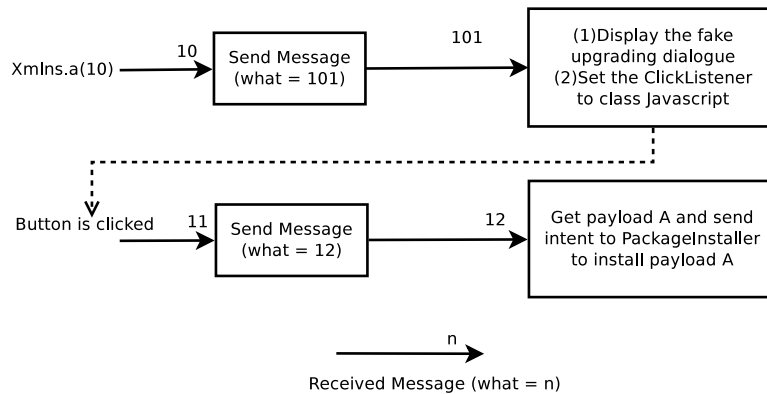 Xmlns.a(10)
10
Send Message
(what = 101)
101
(1)Display the fake
upgrading dialogue
(2)Set the ClickListener
to class Javascript
Button is clicked
11
Send Message
(what = 12)
12
Get payload A and send
intent to PackageInstaller
to install payload A
n
Received Message (what = n)